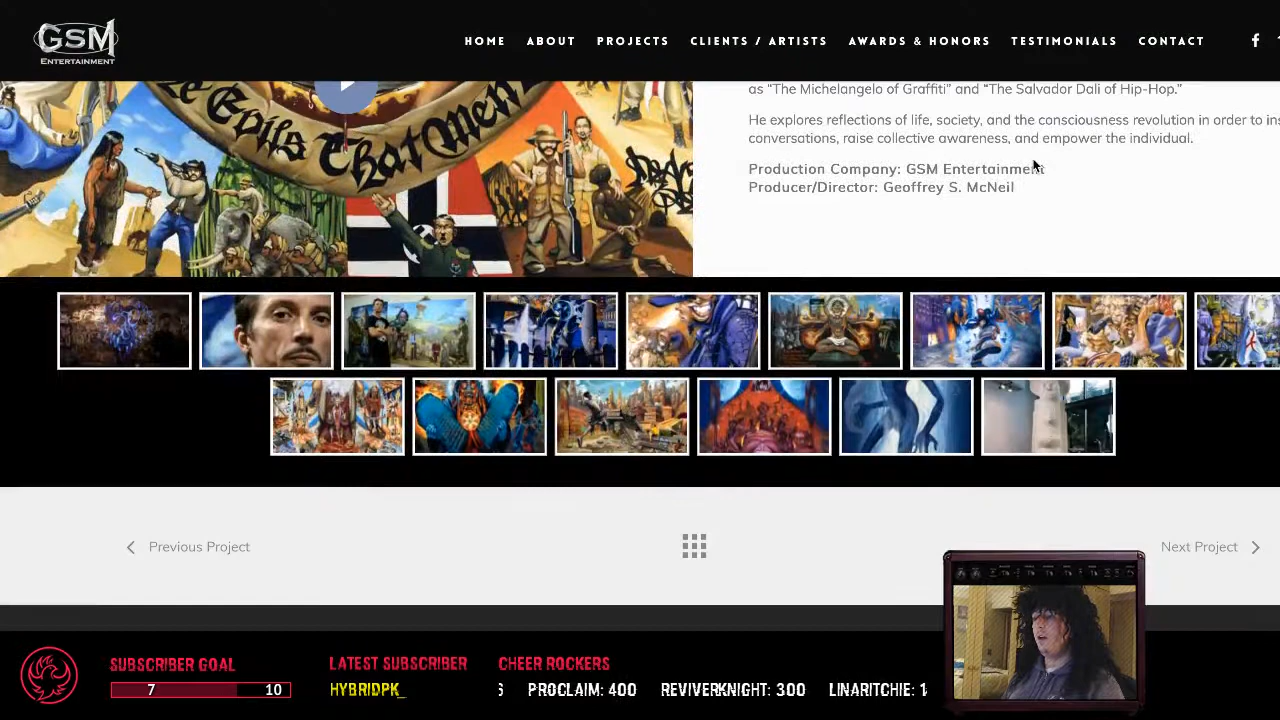 GSM
ENTERTAINMENT
HOME ABOUT PROJECTS CLIENTS / ARTISTS AWARDS & HONORS TESTIMONIALS CONTACT
as “The Michelangelo of Graffiti” and “The Salvador Dali of Hip-Hop.”
He explores reflections of life, society, and the consciousness revolution in order to
conversations, raise collective awareness, and empower the individual.
Production Company: GSM Entertainment
Producer/Director: Geoffrey S. McNeil
Evils That Men
Previous Project
Next Project
SUBSCRIBER GOAL
7 10
LATEST SUBSCRIBER
HYBRIDPK_
CHEER ROCKERS
PROCLAIM: 400 REVIVERKNIGHT: 300 LINARITCHIE: